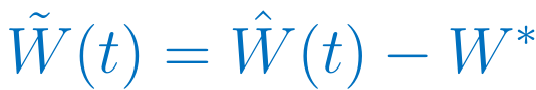 W̃(t) = Ŵ(t) − W*